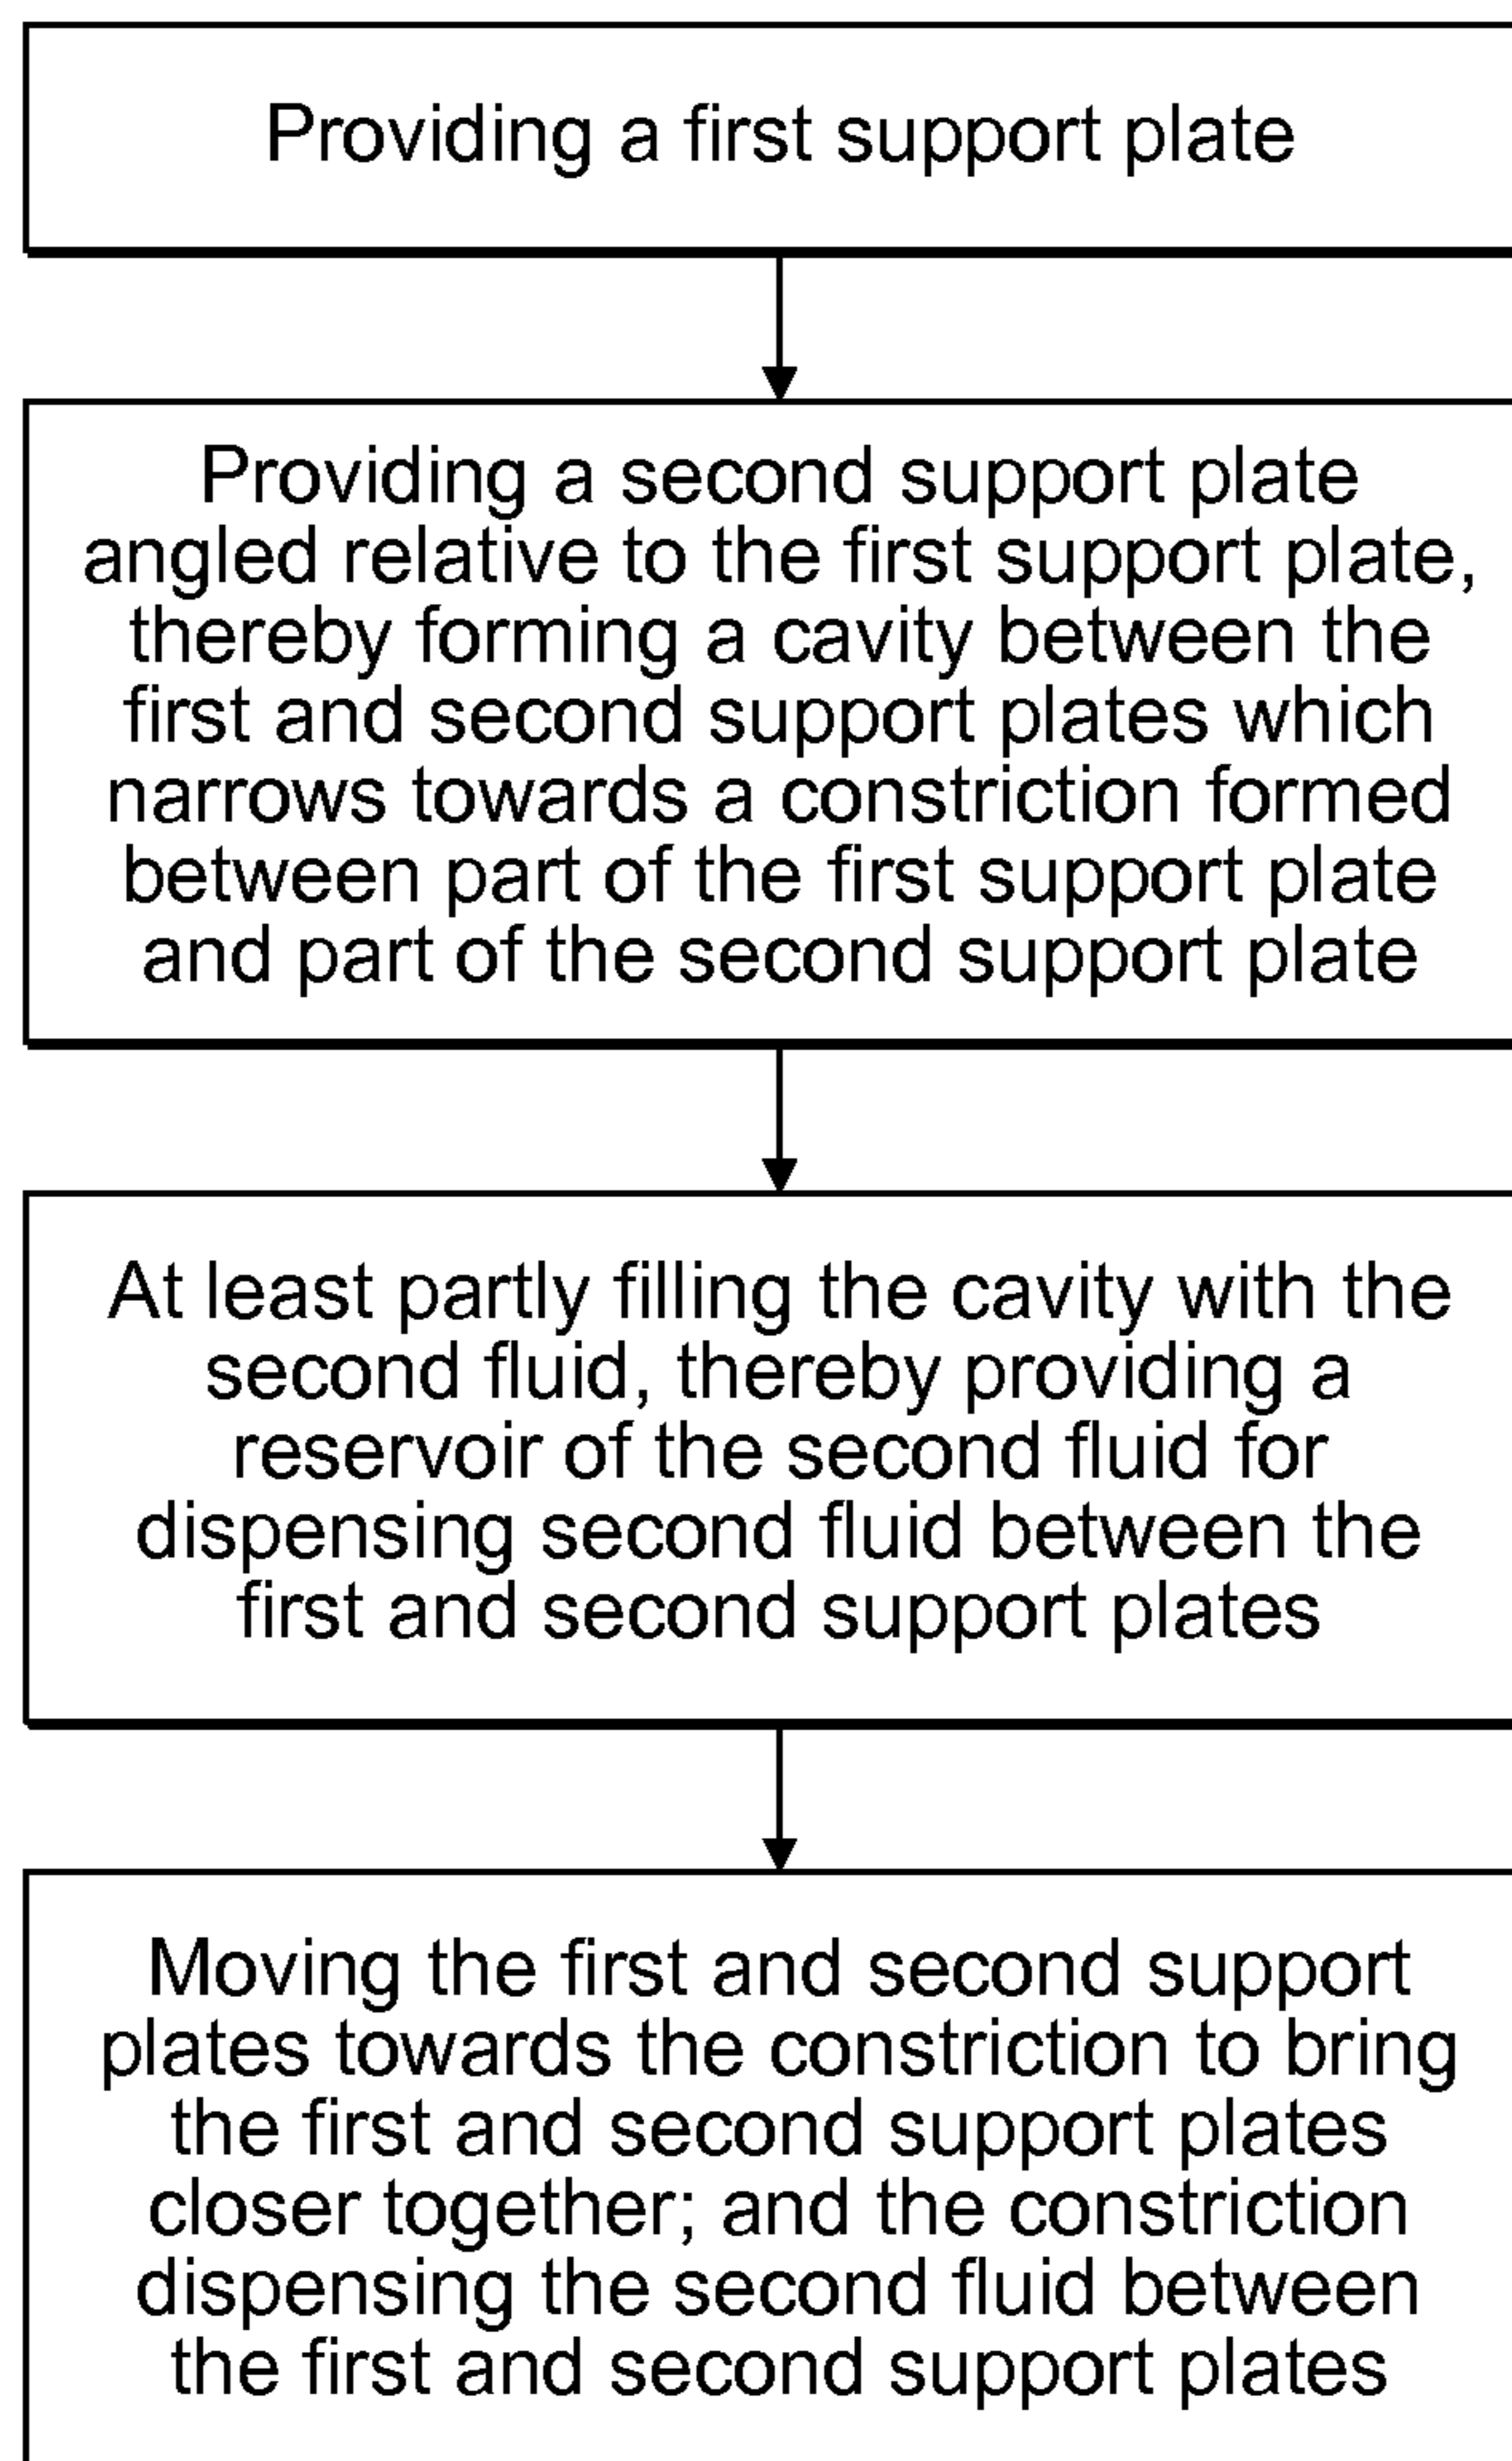 Providing a first support plate
Providing a second support plate
angled relative to the first support plate,
thereby forming a cavity between the
first and second support plates which
narrows towards a constriction formed
between part of the first support plate
and part of the second support plate
At least partly filling the cavity with the
second fluid, thereby providing a
reservoir of the second fluid for
dispensing second fluid between the
first and second support plates
Moving the first and second support
plates towards the constriction to bring
the first and second support plates
closer together; and the constriction
dispensing the second fluid between
the first and second support plates